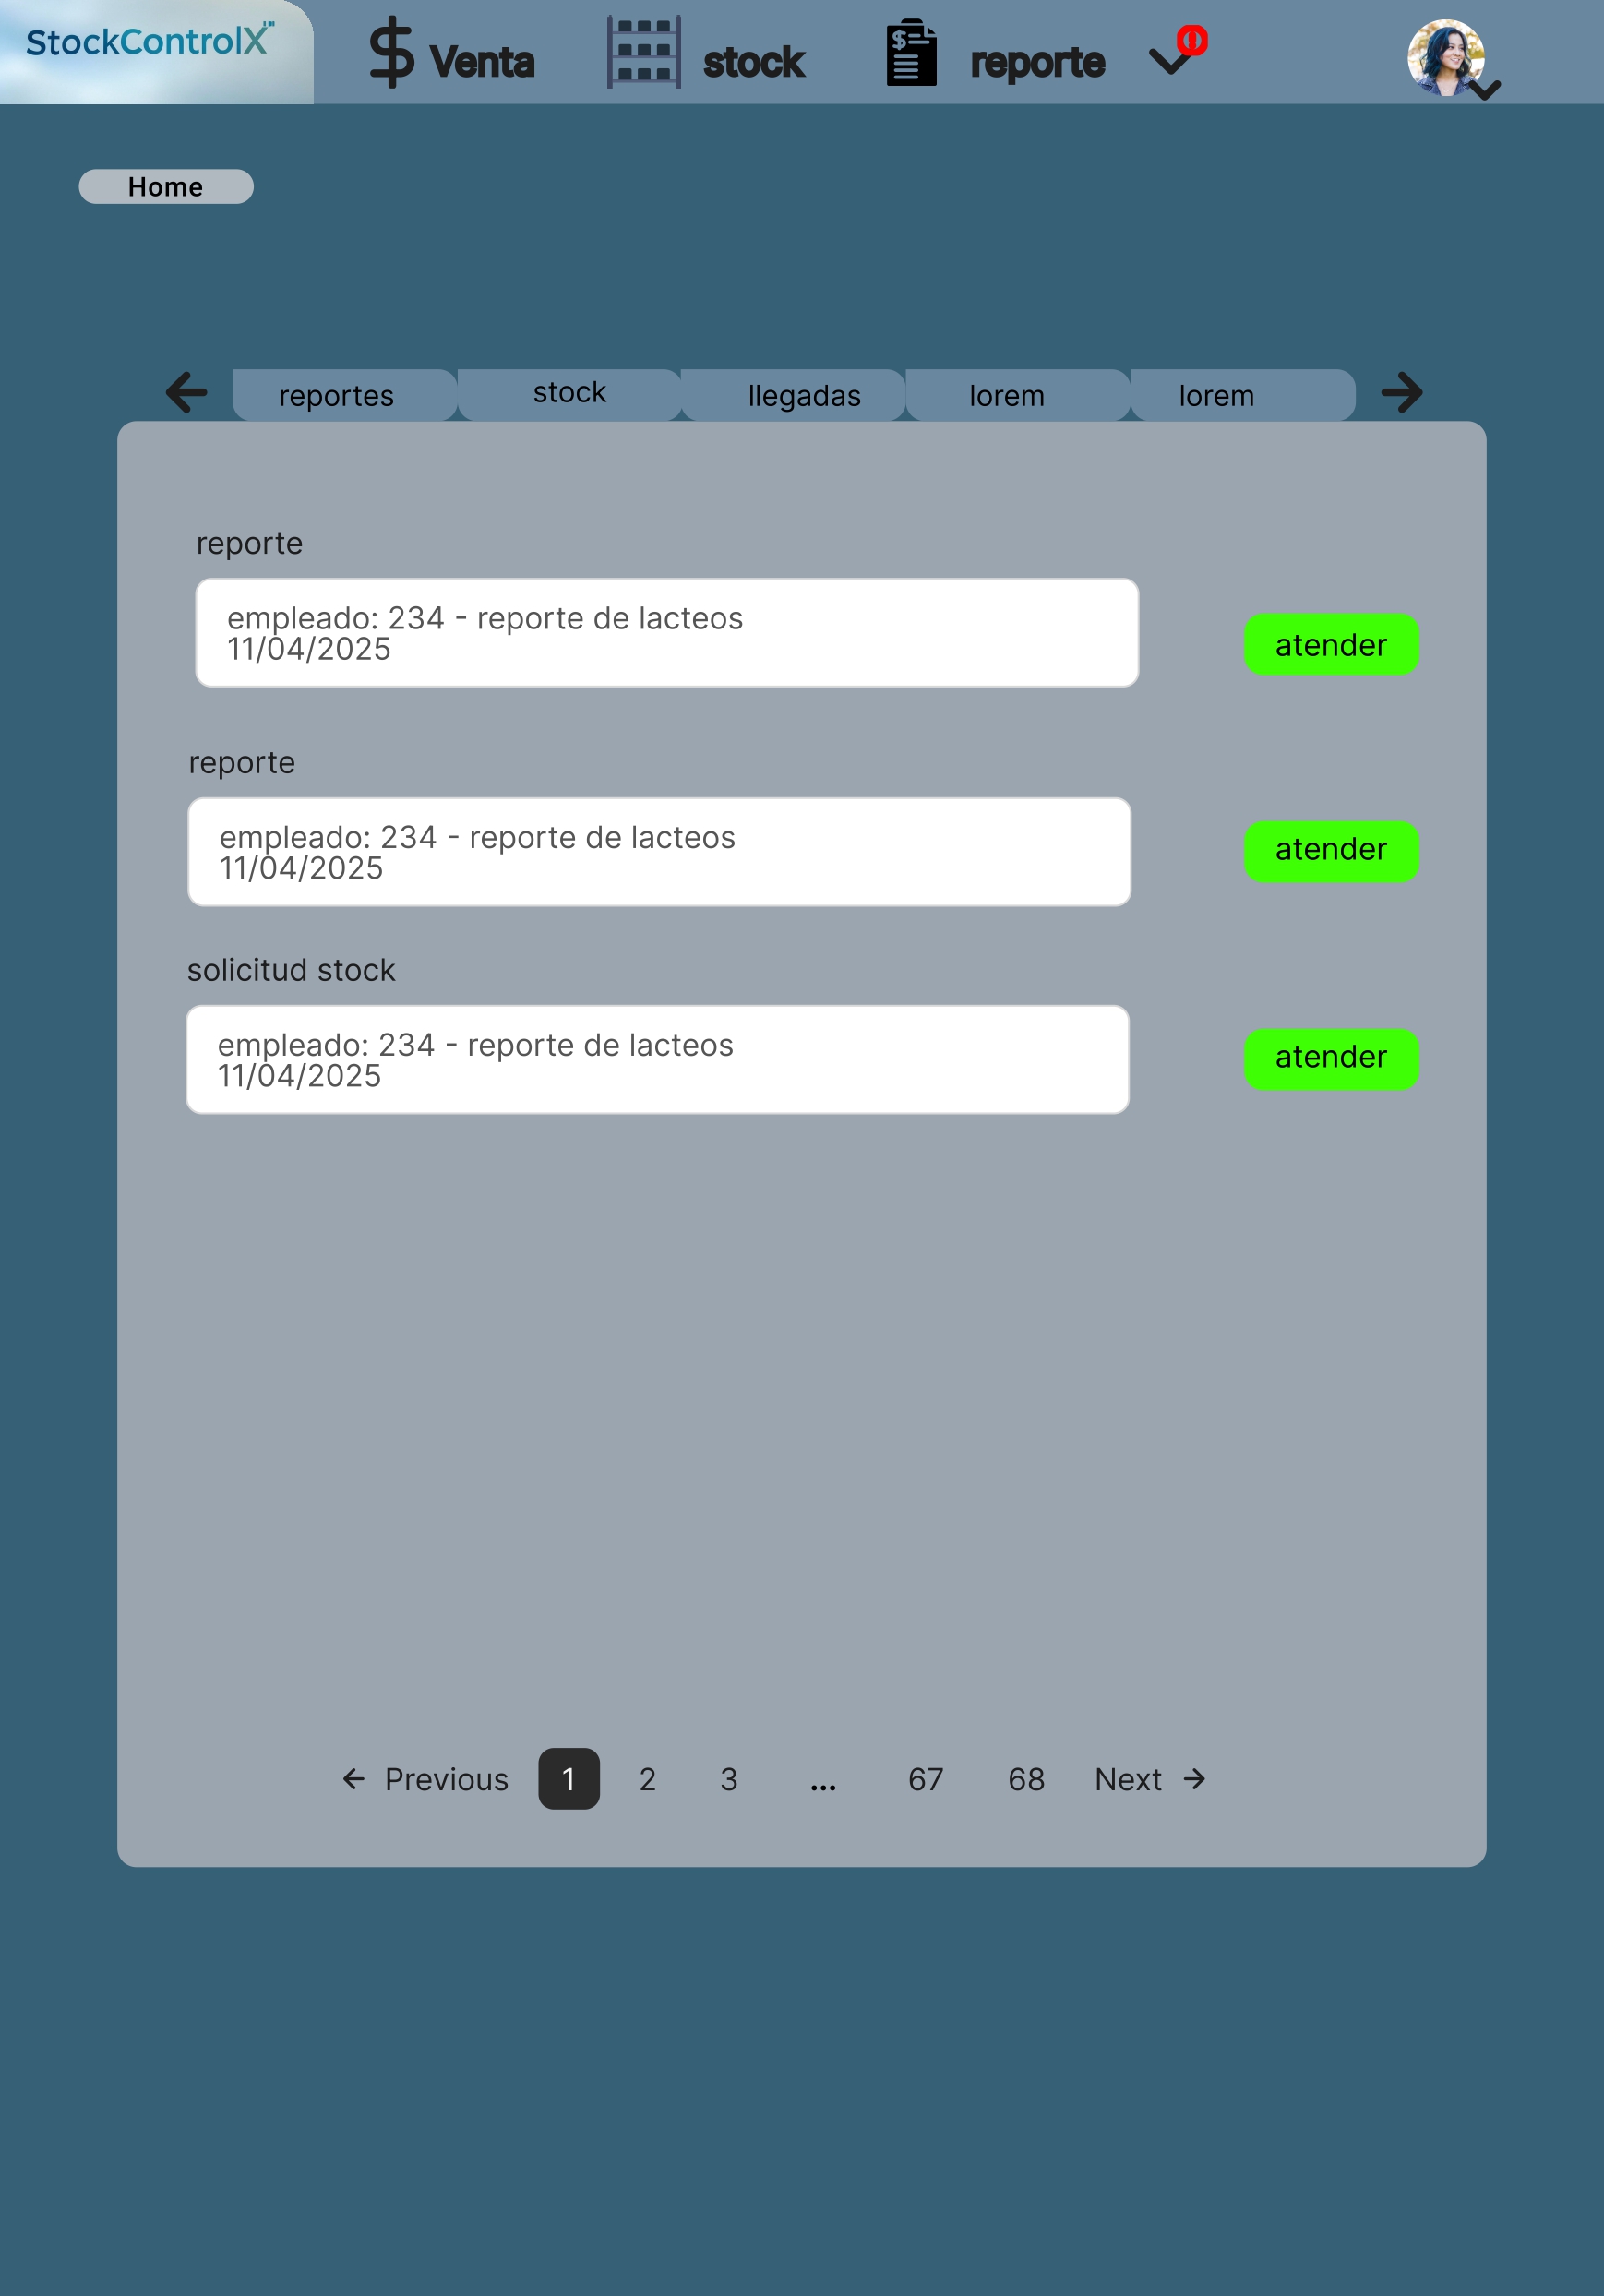 StockControlX
$ Venta
stock
reporte
0
Home
reportes
stock
llegadas
lorem
lorem
reporte
empleado: 234 - reporte de lacteos
11/04/2025
atender
reporte
empleado: 234 - reporte de lacteos
11/04/2025
atender
solicitud stock
empleado: 234 - reporte de lacteos
11/04/2025
atender
← Previous 1 2 3 ... 67 68 Next →